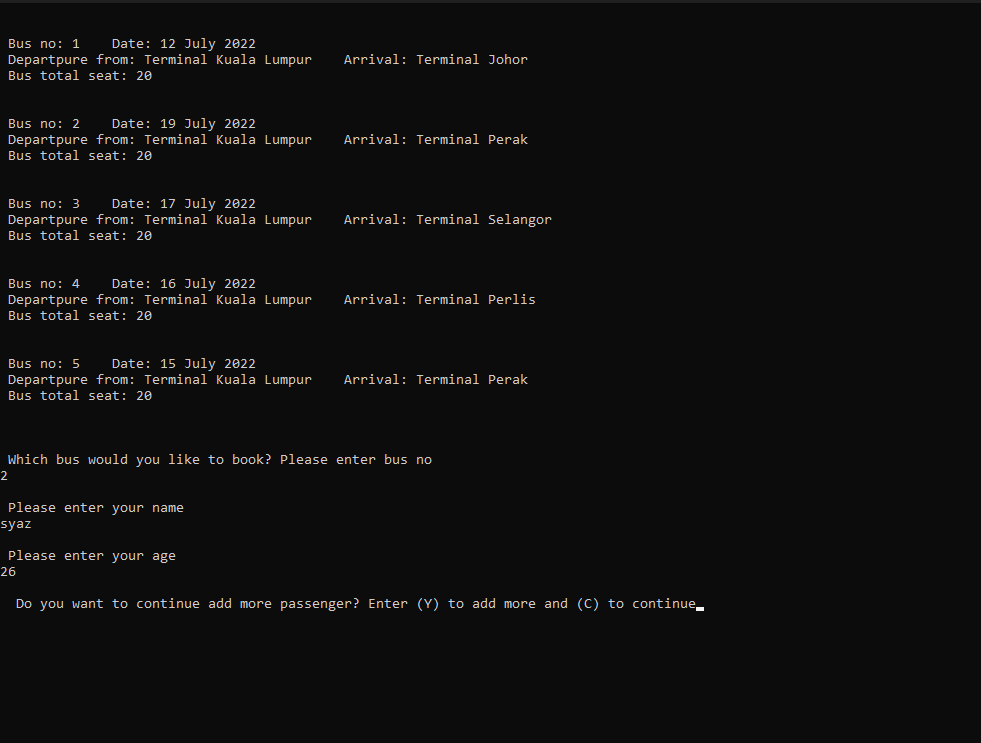 Bus no: 1    Date: 12 July 2022
Departpure from: Terminal Kuala Lumpur    Arrival: Terminal Johor
Bus total seat: 20
Bus no: 2    Date: 19 July 2022
Departpure from: Terminal Kuala Lumpur    Arrival: Terminal Perak
Bus total seat: 20
Bus no: 3    Date: 17 July 2022
Departpure from: Terminal Kuala Lumpur    Arrival: Terminal Selangor
Bus total seat: 20
Bus no: 4    Date: 16 July 2022
Departpure from: Terminal Kuala Lumpur    Arrival: Terminal Perlis
Bus total seat: 20
Bus no: 5    Date: 15 July 2022
Departpure from: Terminal Kuala Lumpur    Arrival: Terminal Perak
Bus total seat: 20
Which bus would you like to book? Please enter bus no
2
Please enter your name
syaz
Please enter your age
26
Do you want to continue add more passenger? Enter (Y) to add more and (C) to continue